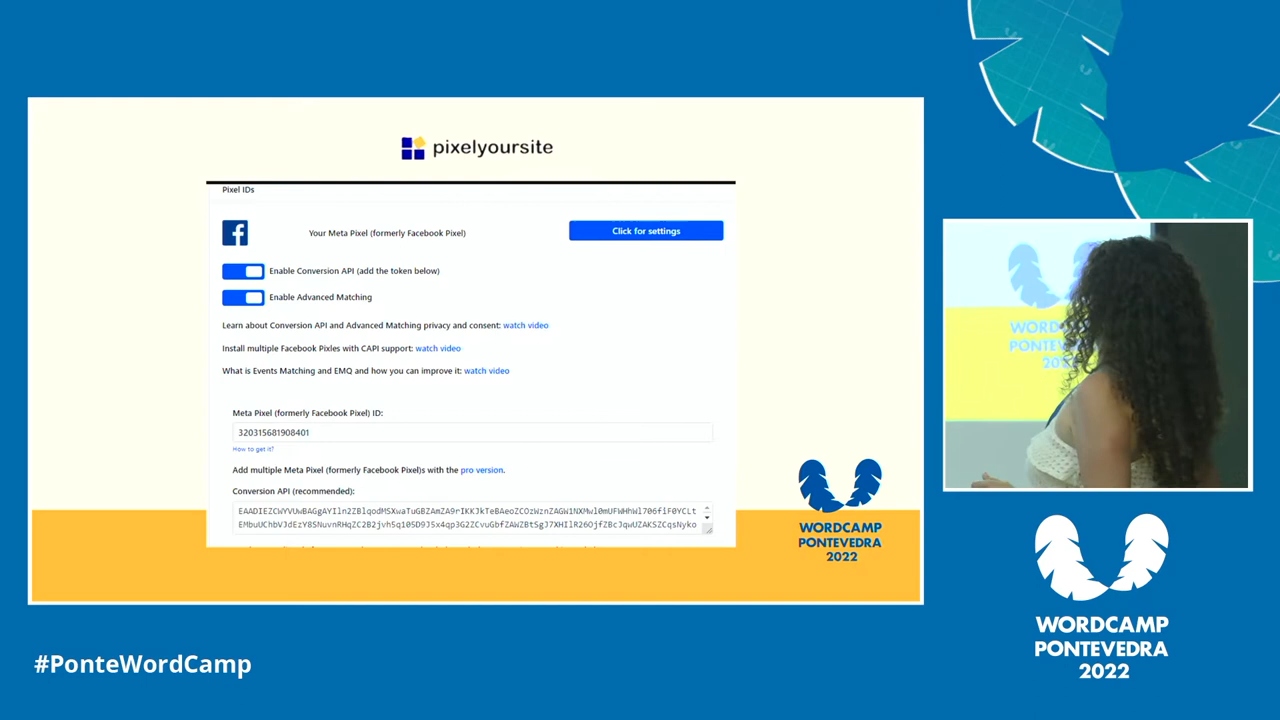 pixelyoursite
Pixel IDs
Your Meta Pixel (formerly Facebook Pixel)
Click for settings
Enable Conversion API (add the token below)
Enable Advanced Matching
Learn about Conversion API and Advanced Matching privacy and consent: watch video
Install multiple Facebook Pixles with CAPI support: watch video
What is Events Matching and EMQ and how you can improve it: watch video
Meta Pixel (formerly Facebook Pixel) ID:
320315681908401
How to get it?
Add multiple Meta Pixel (formerly Facebook Pixel)s with the pro version.
Conversion API (recommended):
WORDCAMP
PONTEVEDRA
2022
#PonteWordCamp
WORDCAMP
PONTEVEDRA
2022